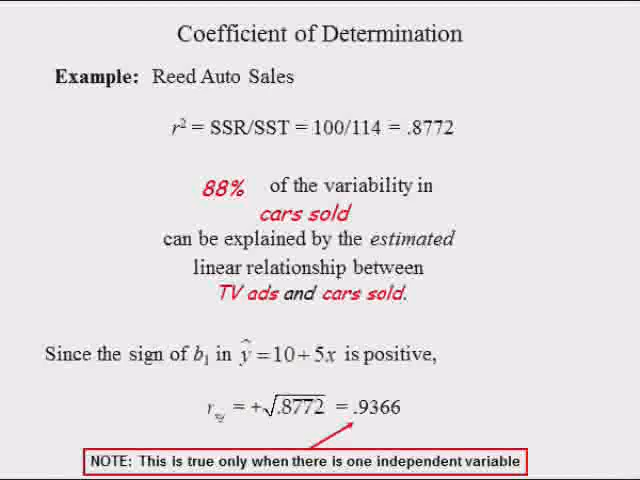 Coefficient of Determination
Example: Reed Auto Sales
r² = SSR/SST = 100/114 = .8772
88% of the variability in
cars sold
can be explained by the estimated
linear relationship between
TV ads and cars sold.
Since the sign of b₁ in ŷ = 10 + 5x is positive,
r = +√.8772 = .9366
NOTE: This is true only when there is one independent variable